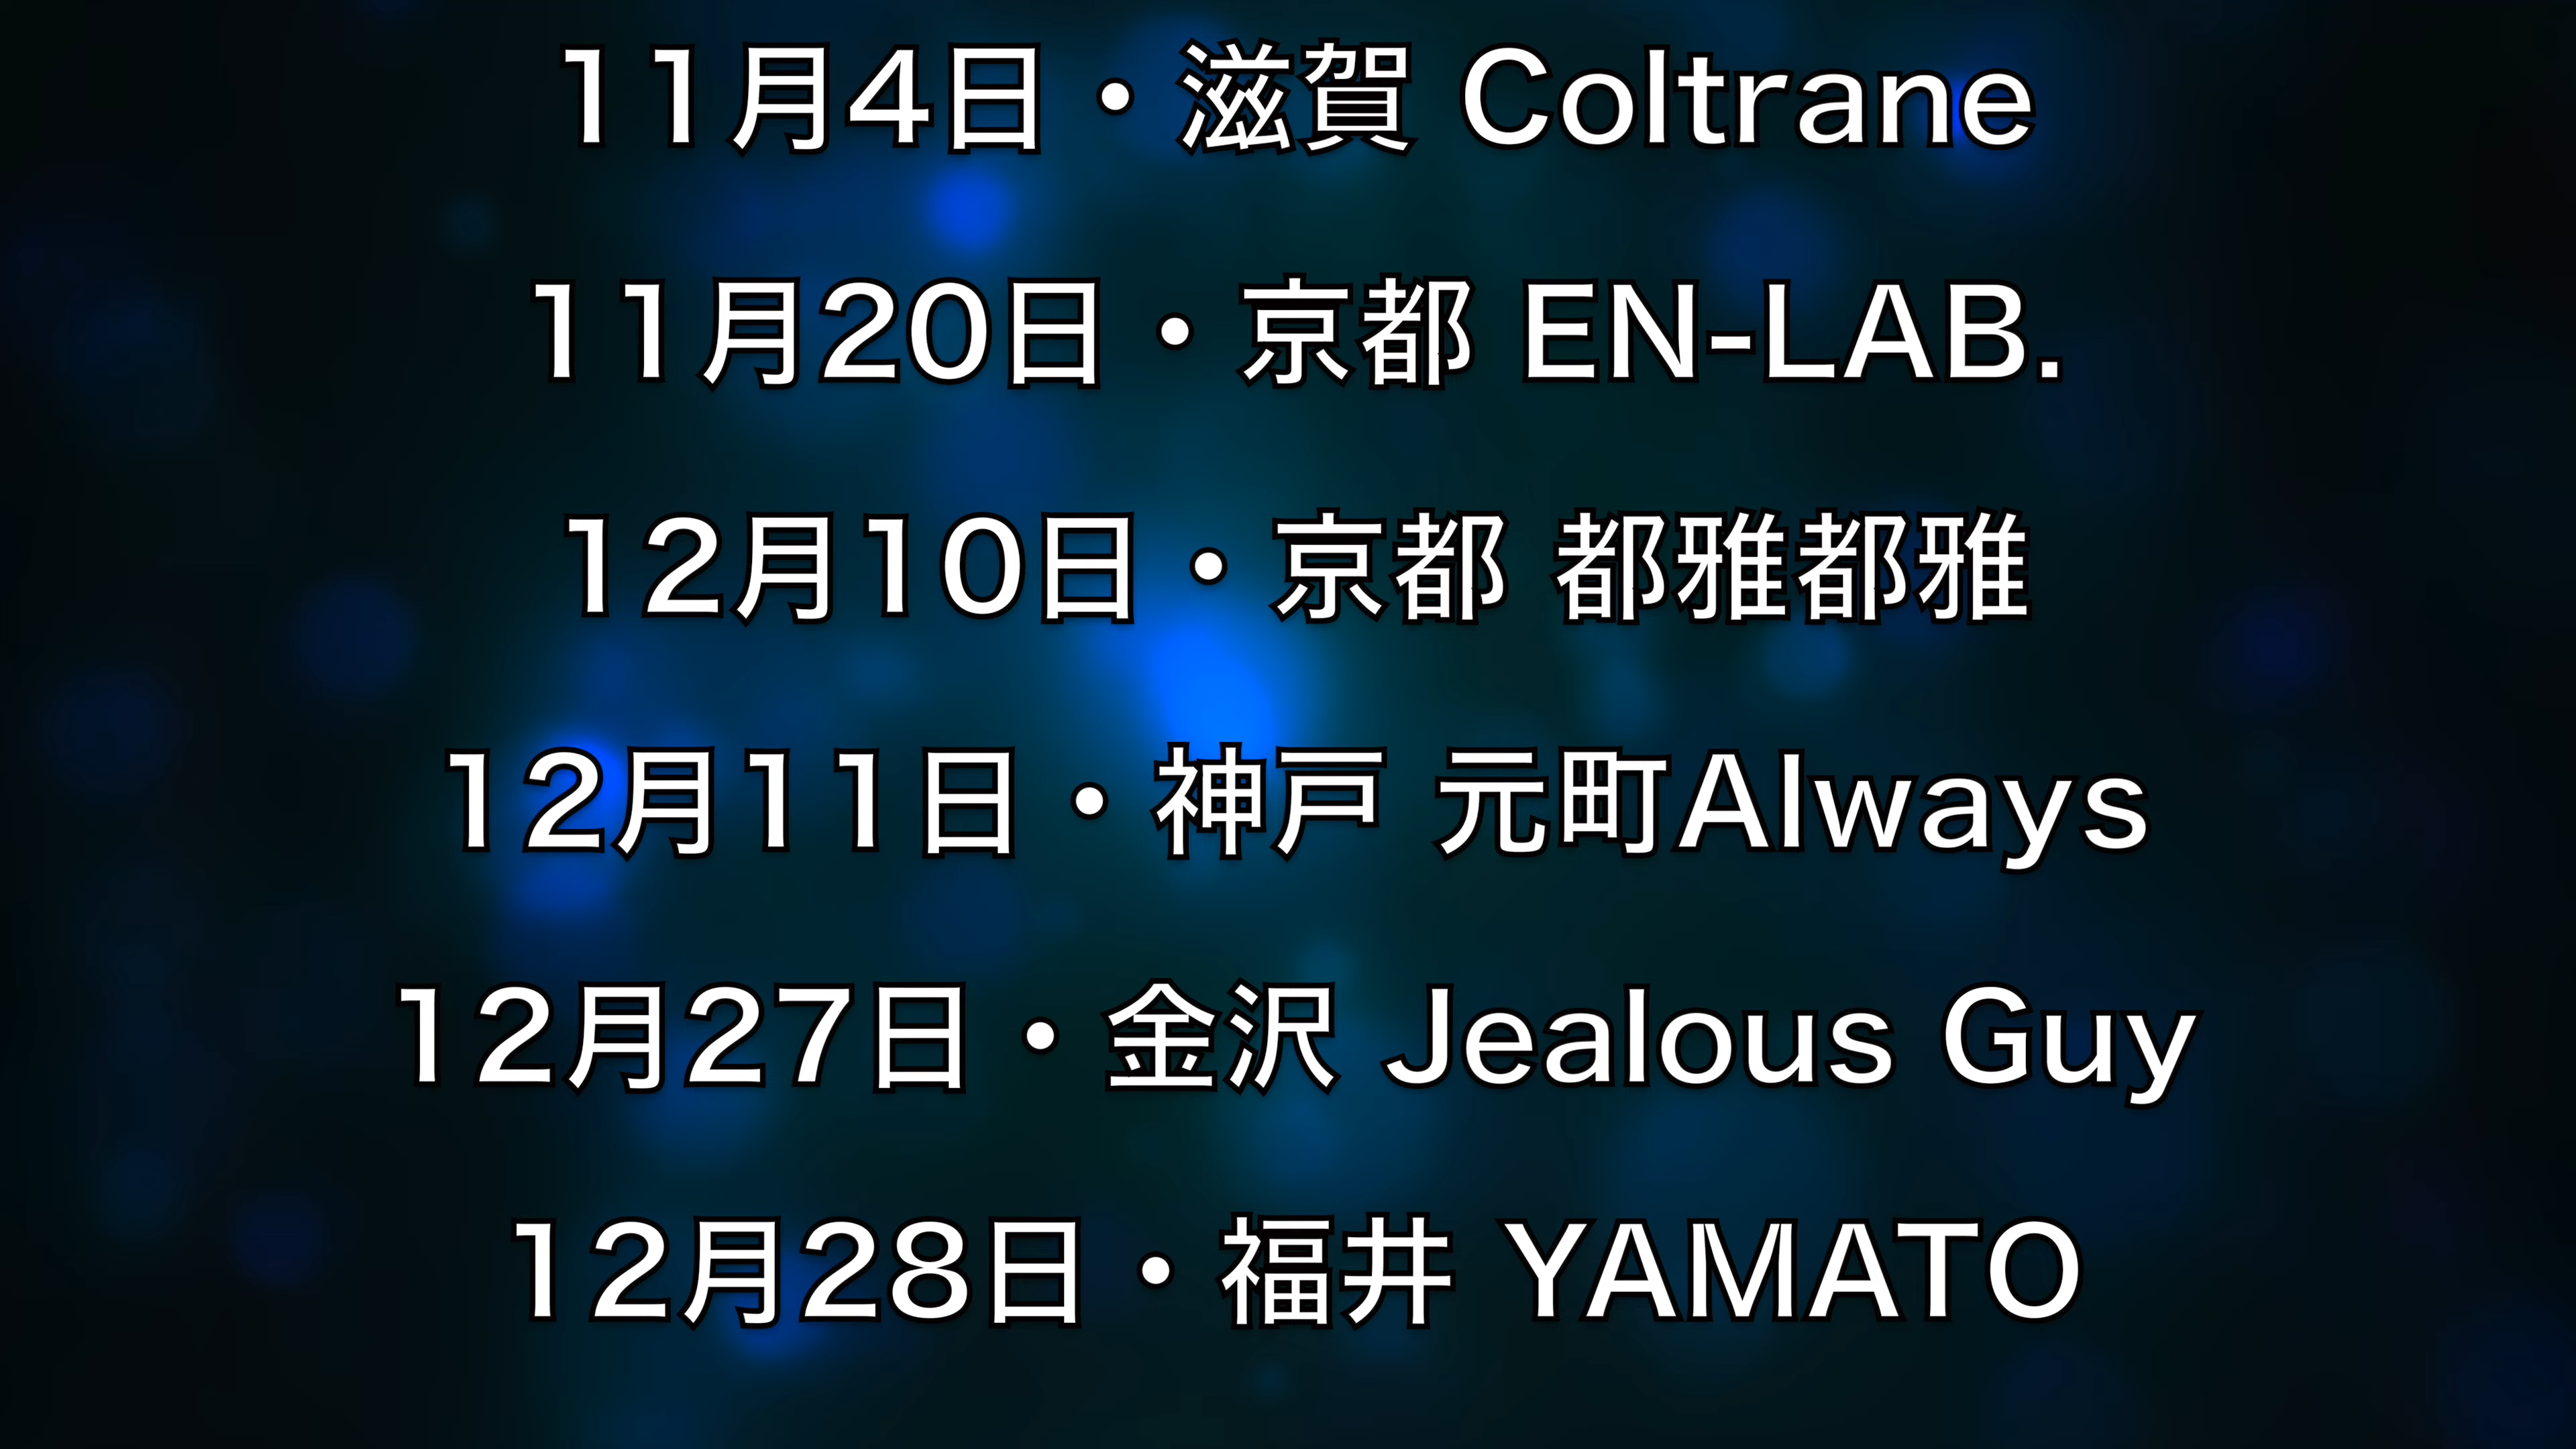 11月4日・滋賀 Coltrane
11月20日・京都 EN-LAB.
12月10日・京都 都雅都雅
12月11日・神戸 元町Always
12月27日・金沢 Jealous Guy
12月28日・福井 YAMATO